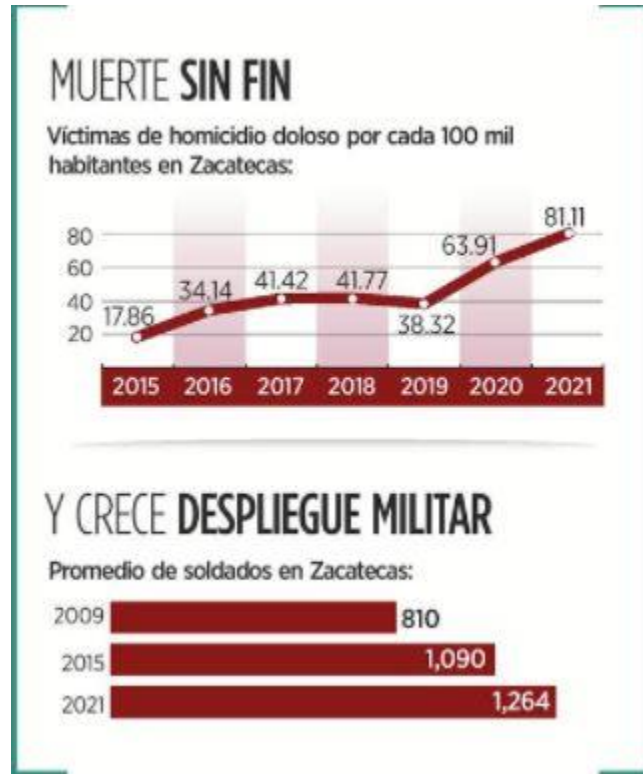 MUERTE SIN FIN
Víctimas de homicidio doloso por cada 100 mil
habitantes en Zacatecas:
80
60
40
20
17.86
34.14
41.42
41.77
38.32
63.91
81.11
2015 2016 2017 2018 2019 2020 2021
Y CRECE DESPLIEGUE MILITAR
Promedio de soldados en Zacatecas:
2009 810
2015 1,090
2021 1,264